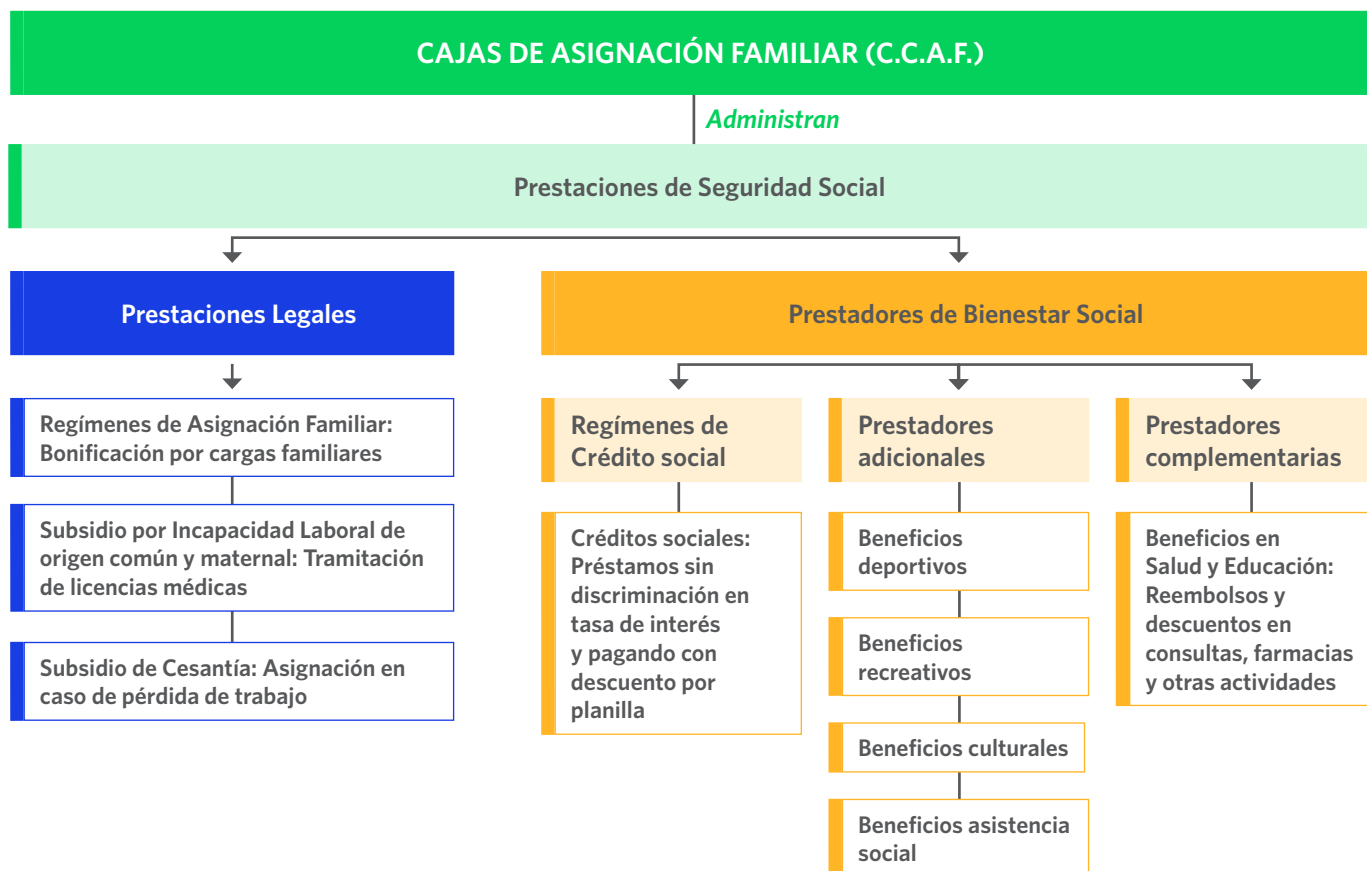 CAJAS DE ASIGNACIÓN FAMILIAR (C.C.A.F.)
Administran
Prestaciones de Seguridad Social
Prestaciones Legales
Regímenes de Asignación Familiar:
Bonificación por cargas familiares
Subsidio por Incapacidad Laboral de
origen común y maternal: Tramitación
de licencias médicas
Subsidio de Cesantía: Asignación en
caso de pérdida de trabajo
Prestadores de Bienestar Social
Regímenes de
Crédito social
Créditos sociales:
Préstamos sin
discriminación en
tasa de interés
y pagando con
descuento por
planilla
Prestadores
adicionales
Beneficios
deportivos
Beneficios
recreativos
Beneficios culturales
Beneficios asistencia
social
Prestadores
complementarias
Beneficios en
Salud y Educación:
Reembolsos y
descuentos en
consultas, farmacias
y otras actividades